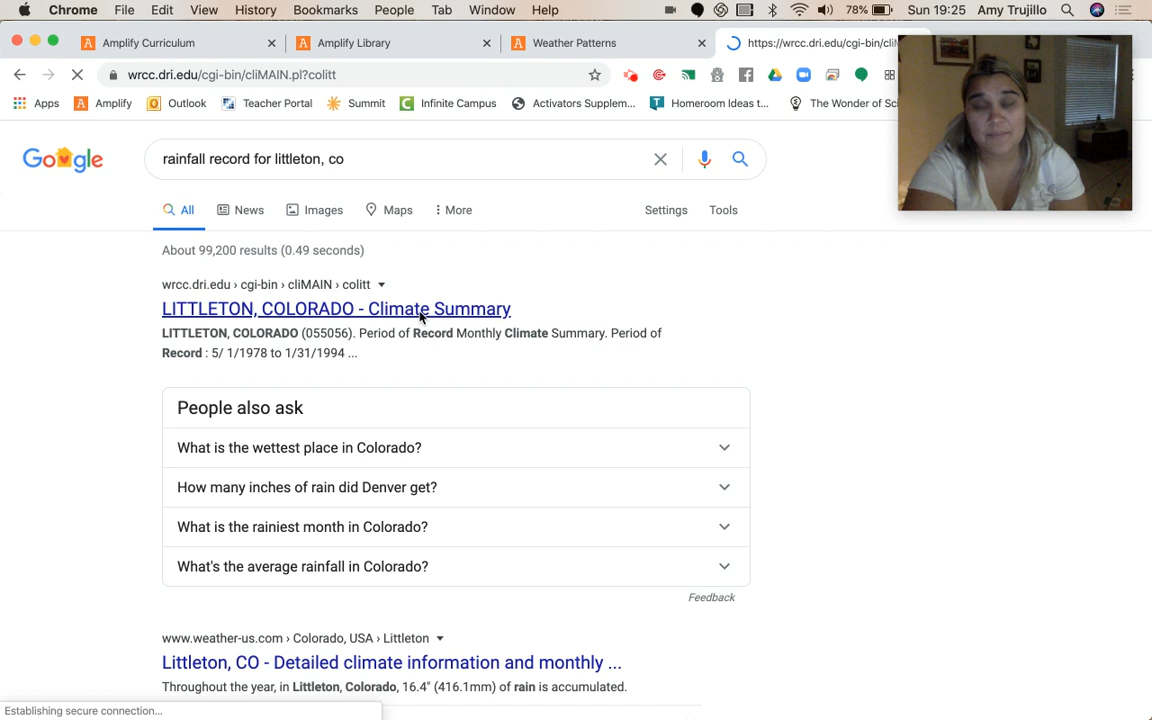 Chrome File Edit View History Bookmarks People Tab Window Help 78% Sun 19:25 Amy Trujillo
Amplify Curriculum Amplify Library Weather Patterns https://wrcc.dri.edu/cgi-bin/cli
wrcc.dri.edu/cgi-bin/cliMAIN.pl?colitt
Apps Amplify Outlook Teacher Portal Summit Infinite Campus Activators Supplem... Homeroom Ideas t... The Wonder of Sci
Google rainfall record for littleton, co
All News Images Maps More Settings Tools
About 99,200 results (0.49 seconds)
wrcc.dri.edu › cgi-bin › cliMAIN › colitt
LITTLETON, COLORADO - Climate Summary
LITTLETON, COLORADO (055056). Period of Record Monthly Climate Summary. Period of
Record : 5/ 1/1978 to 1/31/1994 ...
People also ask
What is the wettest place in Colorado?
How many inches of rain did Denver get?
What is the rainiest month in Colorado?
What's the average rainfall in Colorado?
Feedback
www.weather-us.com › Colorado, USA › Littleton
Littleton, CO - Detailed climate information and monthly ...
Throughout the year, in Littleton, Colorado, 16.4" (416.1mm) of rain is accumulated.
Establishing secure connection...